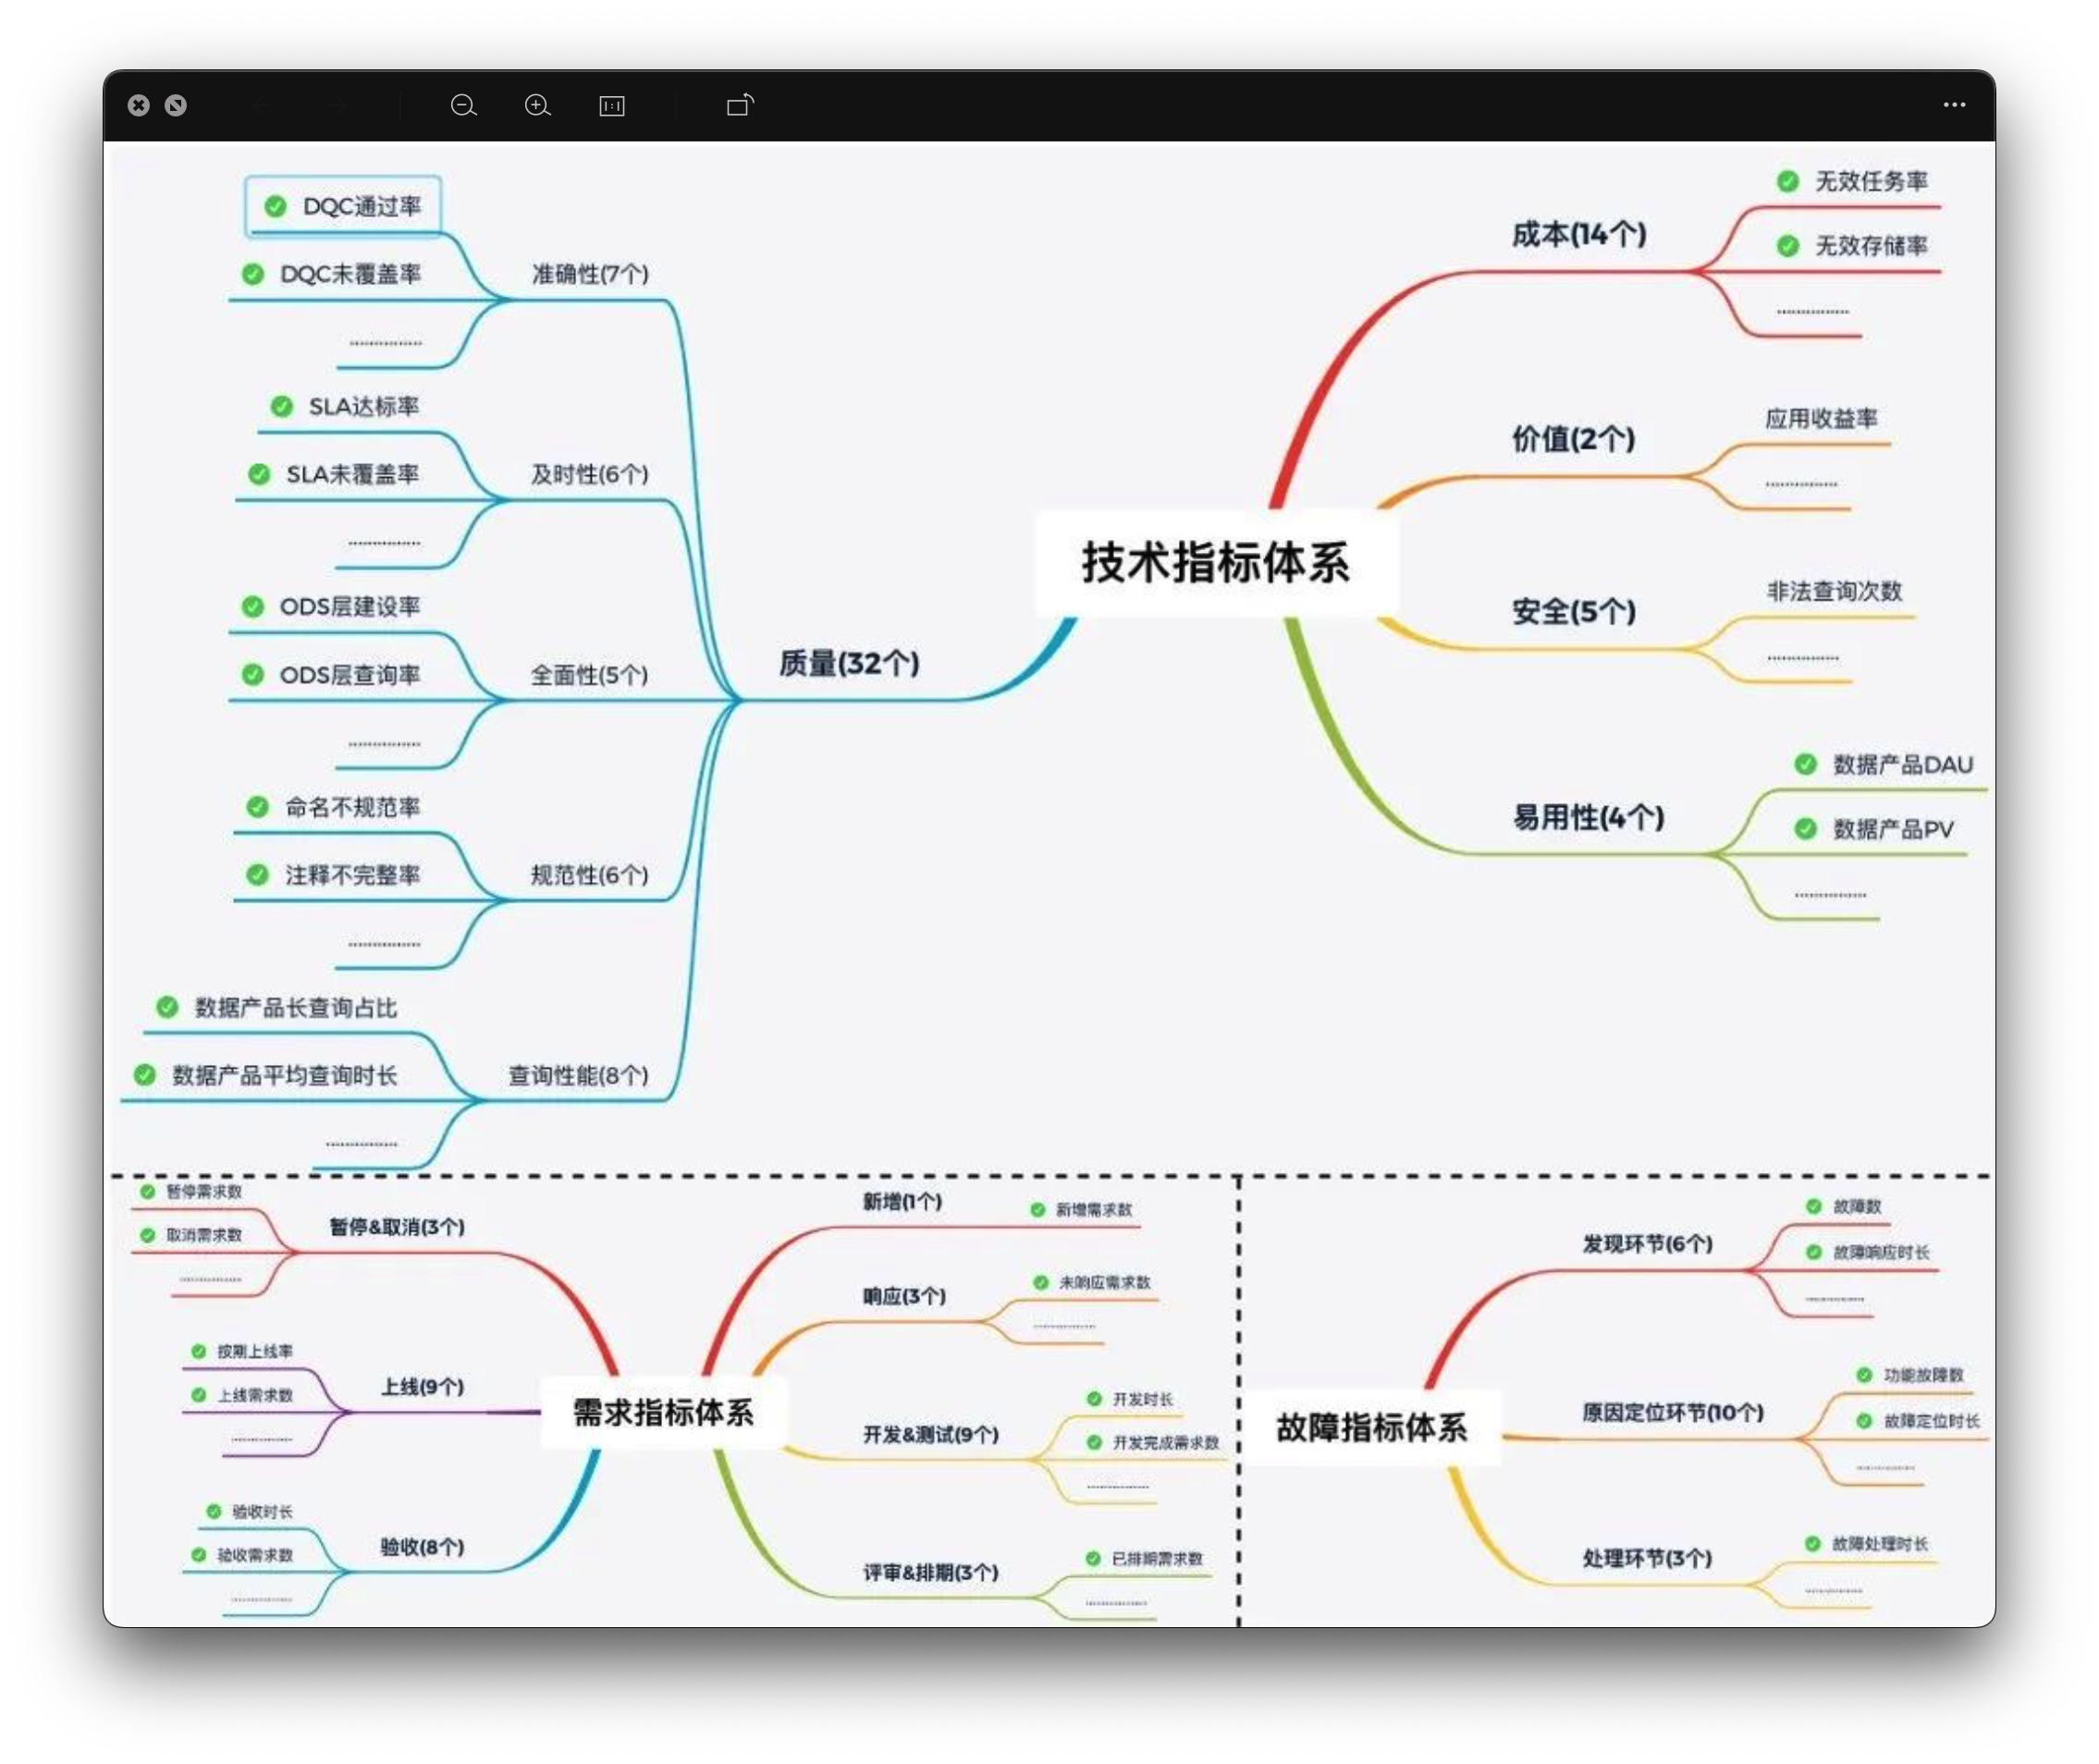 DQC通过率
DQC未覆盖率
准确性(7个)
...............
SLA达标率
SLA未覆盖率
及时性(6个)
...............
ODS层建设率
ODS层查询率
全面性(5个)
...............
命名不规范率
注释不完整率
规范性(6个)
...............
数据产品长查询占比
数据产品平均查询时长
查询性能(8个)
...............
质量(32个)
技术指标体系
成本(14个)
无效任务率
无效存储率
...............
价值(2个)
应用收益率
...............
安全(5个)
非法查询次数
...............
易用性(4个)
数据产品DAU
数据产品PV
...............
暂停需求数
取消需求数
...............
暂停&取消(3个)
按期上线率
上线需求数
...............
上线(9个)
验收时长
验收需求数
...............
验收(8个)
需求指标体系
新增(1个)
新增需求数
响应(3个)
未响应需求数
...............
开发&测试(9个)
开发时长
开发完成需求数
...............
评审&排期(3个)
已排期需求数
...............
故障指标体系
发现环节(6个)
故障数
故障响应时长
...............
原因定位环节(10个)
功能故障数
故障定位时长
...............
处理环节(3个)
故障处理时长
...............